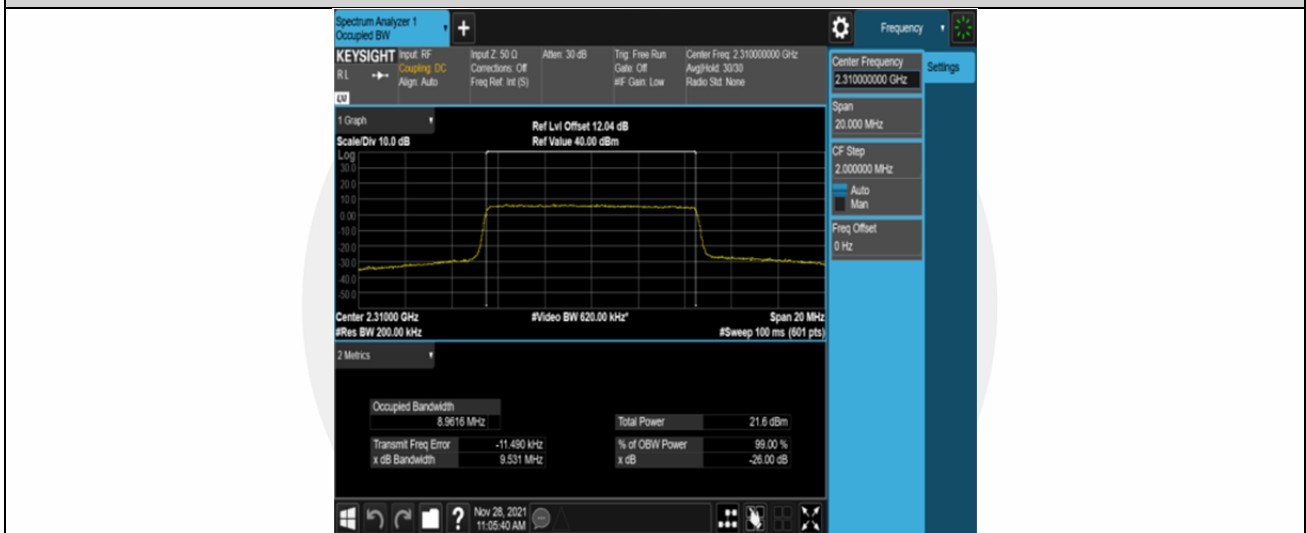 Spectrum Analyzer 1
Occupied BW
Frequency
KEYSIGHT
R L
Input: RF
Coupling: DC
Align: Auto
Input Z: 50 Ω
Corrections: Off
Freq Ref: Int (S)
Atten: 30 dB
Trig: Free Run
Gate: Off
#IF Gain: Low
Center Freq: 2.310000000 GHz
Avg|Hold: 30/30
Radio Std: None
Center Frequency
2.310000000 GHz
Settings
Span
20.000 MHz
CF Step
2.000000 MHz
Auto
Man
Freq Offset
0 Hz
1 Graph
Scale/Div 10.0 dB
Ref Lvl Offset 12.04 dB
Ref Value 40.00 dBm
Log
30.0
20.0
10.0
0.00
-10.0
-20.0
-30.0
-40.0
-50.0
Center 2.31000 GHz
#Video BW 620.00 kHz*
Span 20 MHz
#Res BW 200.00 kHz
#Sweep 100 ms (601 pts)
2 Metrics
Occupied Bandwidth
8.9616 MHz
Total Power 21.6 dBm
Transmit Freq Error -11.490 kHz
% of OBW Power 99.00 %
x dB Bandwidth 9.531 MHz
x dB -26.00 dB
?
Nov 28, 2021
11:05:40 AM